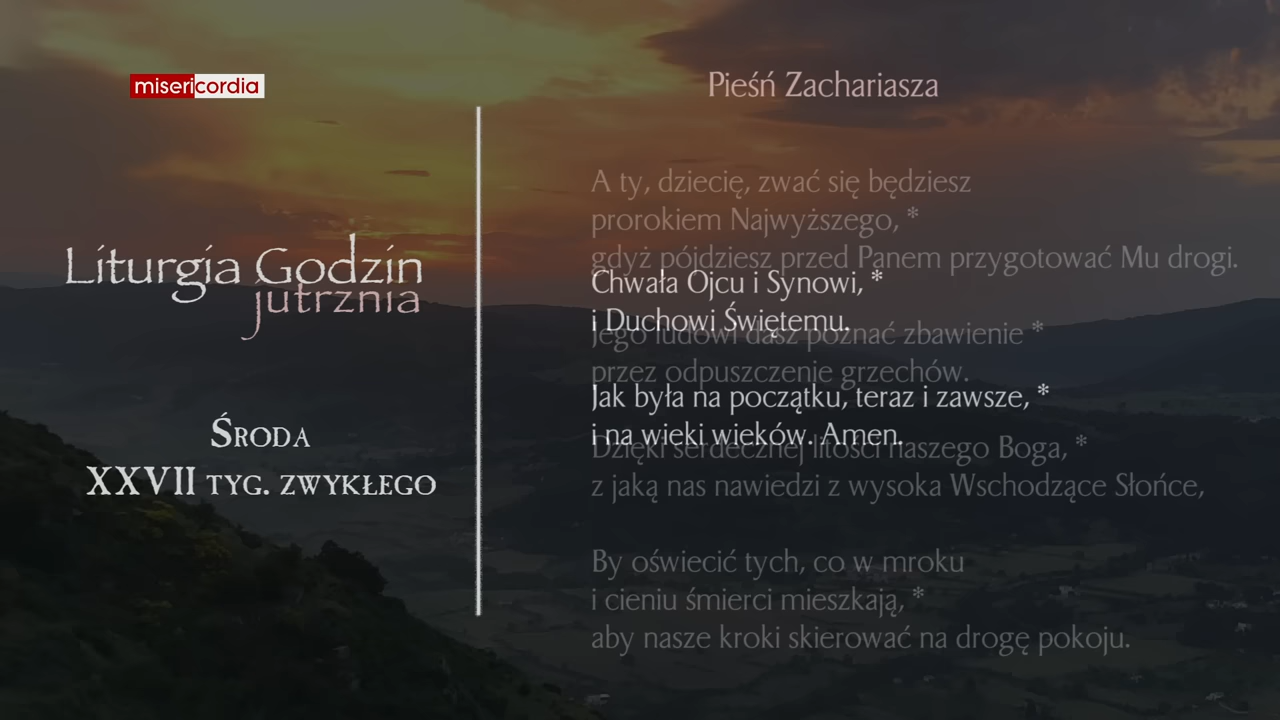 misericordia
Liturgia Godzin
jutrznia
Środa
XXVII tyg. zwykłego
Pieśń Zachariasza
A ty, dziecię, zwać się będziesz
prorokiem Najwyższego, *
gdyż pójdziesz przed Panem przygotować Mu drogi.
Chwała Ojcu i Synowi, *
i Duchowi Świętemu.
Jego ludowi dasz poznać zbawienie *
przez odpuszczenie grzechów.
Jak była na początku, teraz i zawsze, *
i na wieki wieków. Amen.
Dzięki serdecznej litości naszego Boga, *
z jaką nas nawiedzi z wysoka Wschodzące Słońce,
By oświecić tych, co w mroku
i cieniu śmierci mieszkają, *
aby nasze kroki skierować na drogę pokoju.